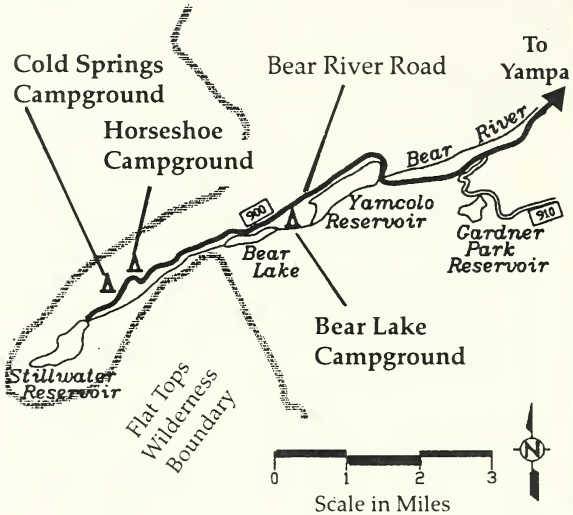 To
Yampa
Cold Springs
Campground
Bear River Road
Horseshoe
Campground
Bear River
900
Yamcolo
Reservoir
910
Gardner
Park
Reservoir
Bear
Lake
Bear Lake
Campground
Stillwater
Reservoir
Flat Tops
Wilderness
Boundary
N
0 1 2 3
Scale in Miles